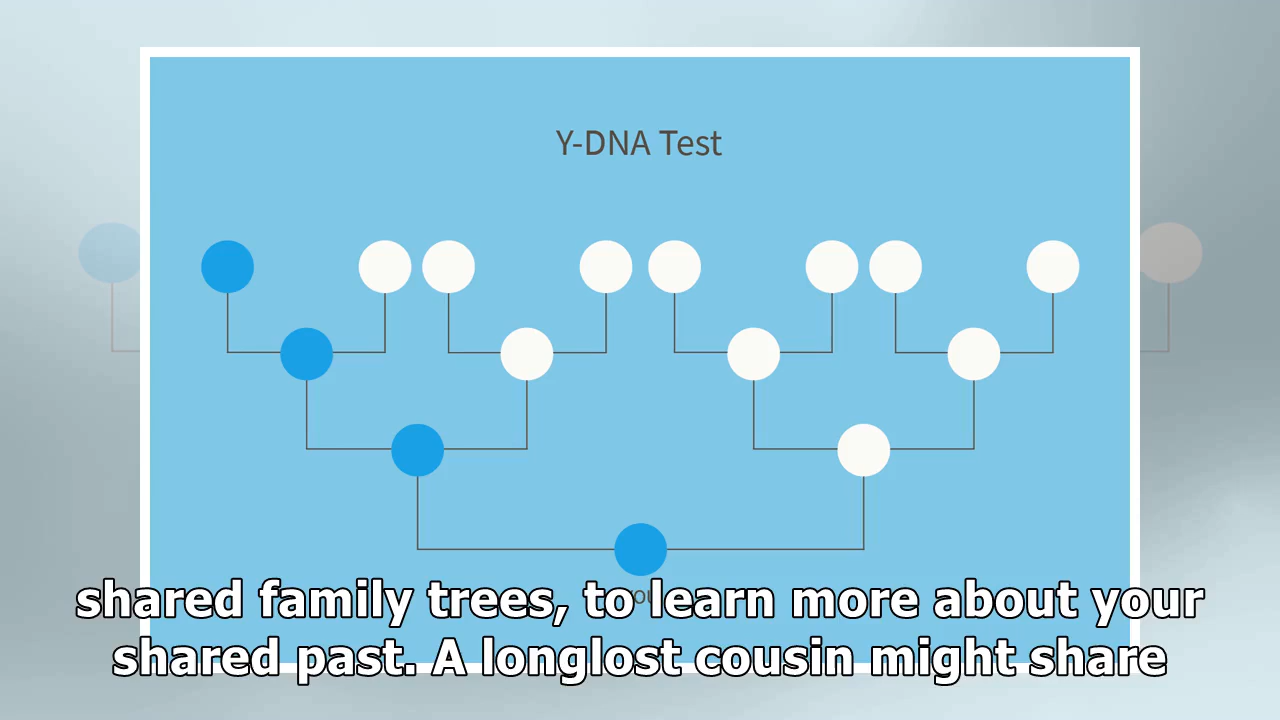 Y-DNA Test
shared family trees, to learn more about your
shared past. A longlost cousin might share